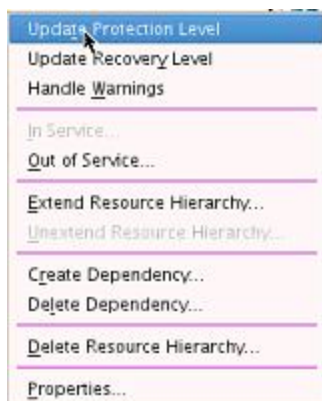 Update Protection Level
Update Recovery Level
Handle Warnings
In Service...
Out of Service...
Extend Resource Hierarchy...
Unextend Resource Hierarchy...
Create Dependency...
Delete Dependency...
Delete Resource Hierarchy...
Properties...